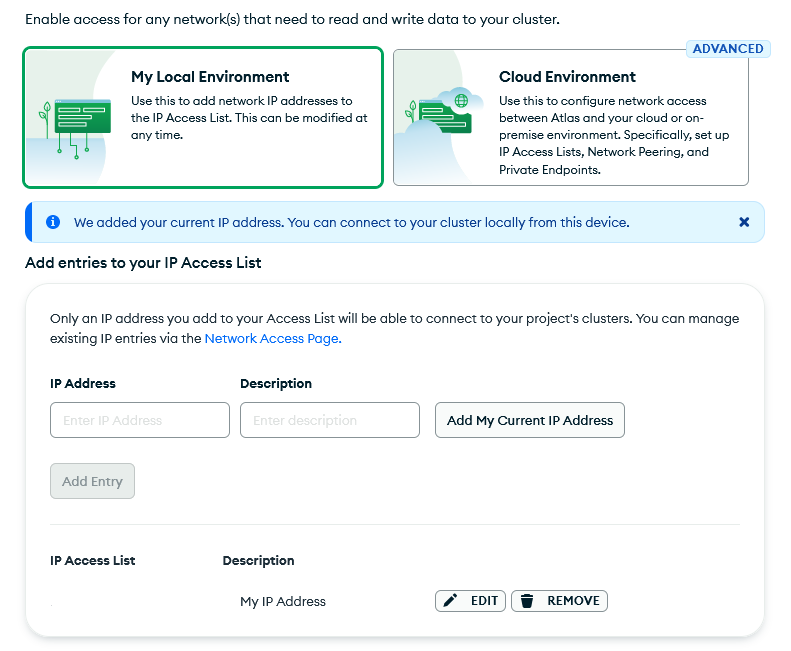 Enable access for any network(s) that need to read and write data to your cluster.
ADVANCED
My Local Environment
Use this to add network IP addresses to
the IP Access List. This can be modified at
any time.
Cloud Environment
Use this to configure network access
between Atlas and your cloud or on-
premise environment. Specifically, set up
IP Access Lists, Network Peering, and
Private Endpoints.
We added your current IP address. You can connect to your cluster locally from this device.
Add entries to your IP Access List
Only an IP address you add to your Access List will be able to connect to your project's clusters. You can manage
existing IP entries via the Network Access Page.
IP Address Description
Enter IP Address Enter description Add My Current IP Address
Add Entry
IP Access List Description
My IP Address EDIT REMOVE